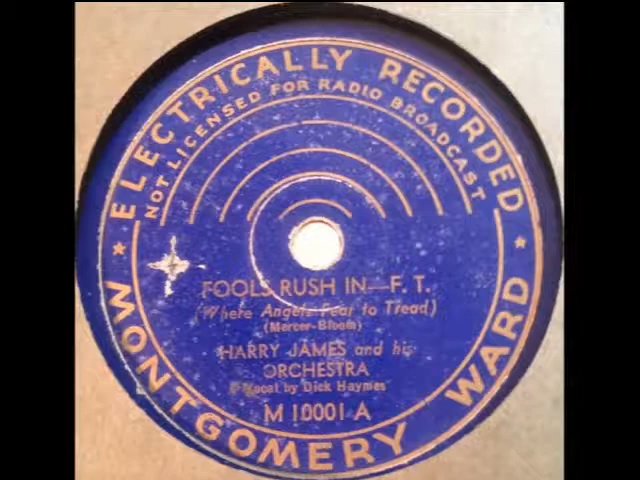 ELECTRICALLY RECORDED
NOT LICENSED FOR RADIO BROADCAST
FOOLS RUSH IN—F. T.
(Where Angels Fear to Tread)
(Mercer-Bloom)
HARRY JAMES and his
ORCHESTRA
Vocal by Dick Haymes
M 10001 A
MONTGOMERY WARD